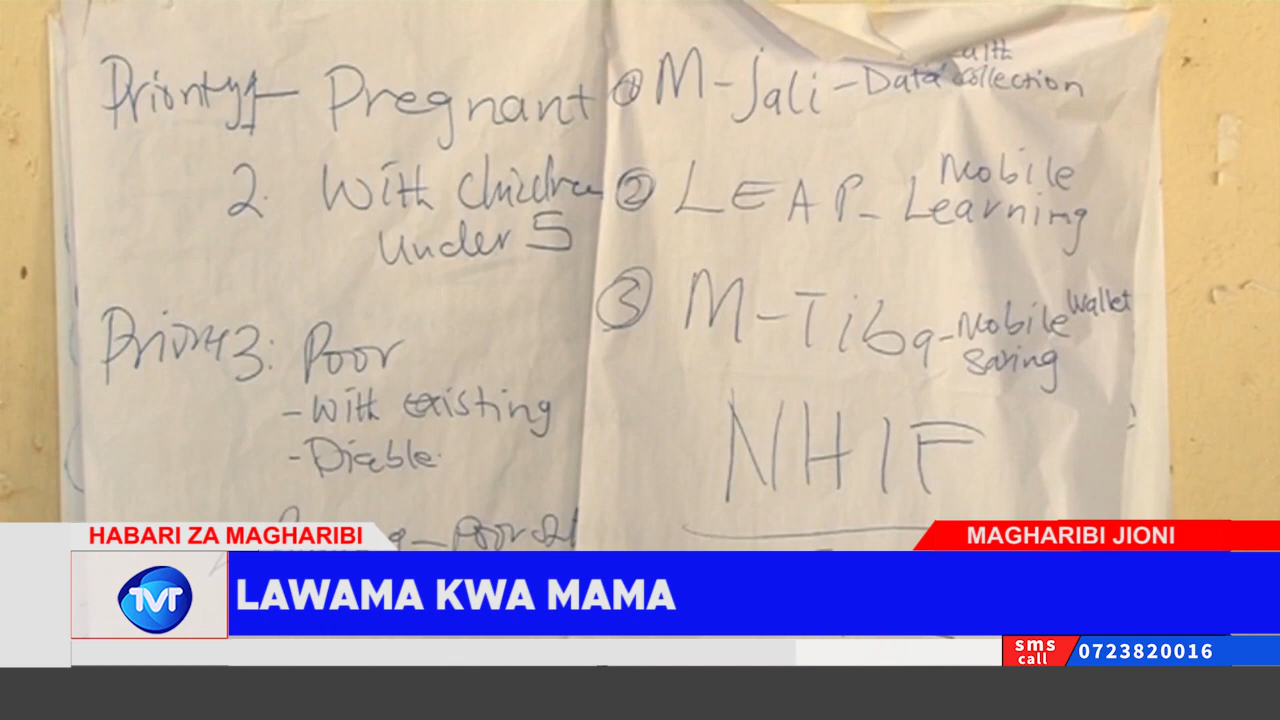 Priority 1 - Pregnant
2. With Children
Under 5
Priority 3: Poor
- With existing
- Disable
① M-Jali - Data collection
② LEAP - Mobile
Learning
③ M-Tiba - Mobile Wallet
Saving
NHIF
HABARI ZA MAGHARIBI
MAGHARIBI JIONI
TVT
LAWAMA KWA MAMA
sms
call
0723820016